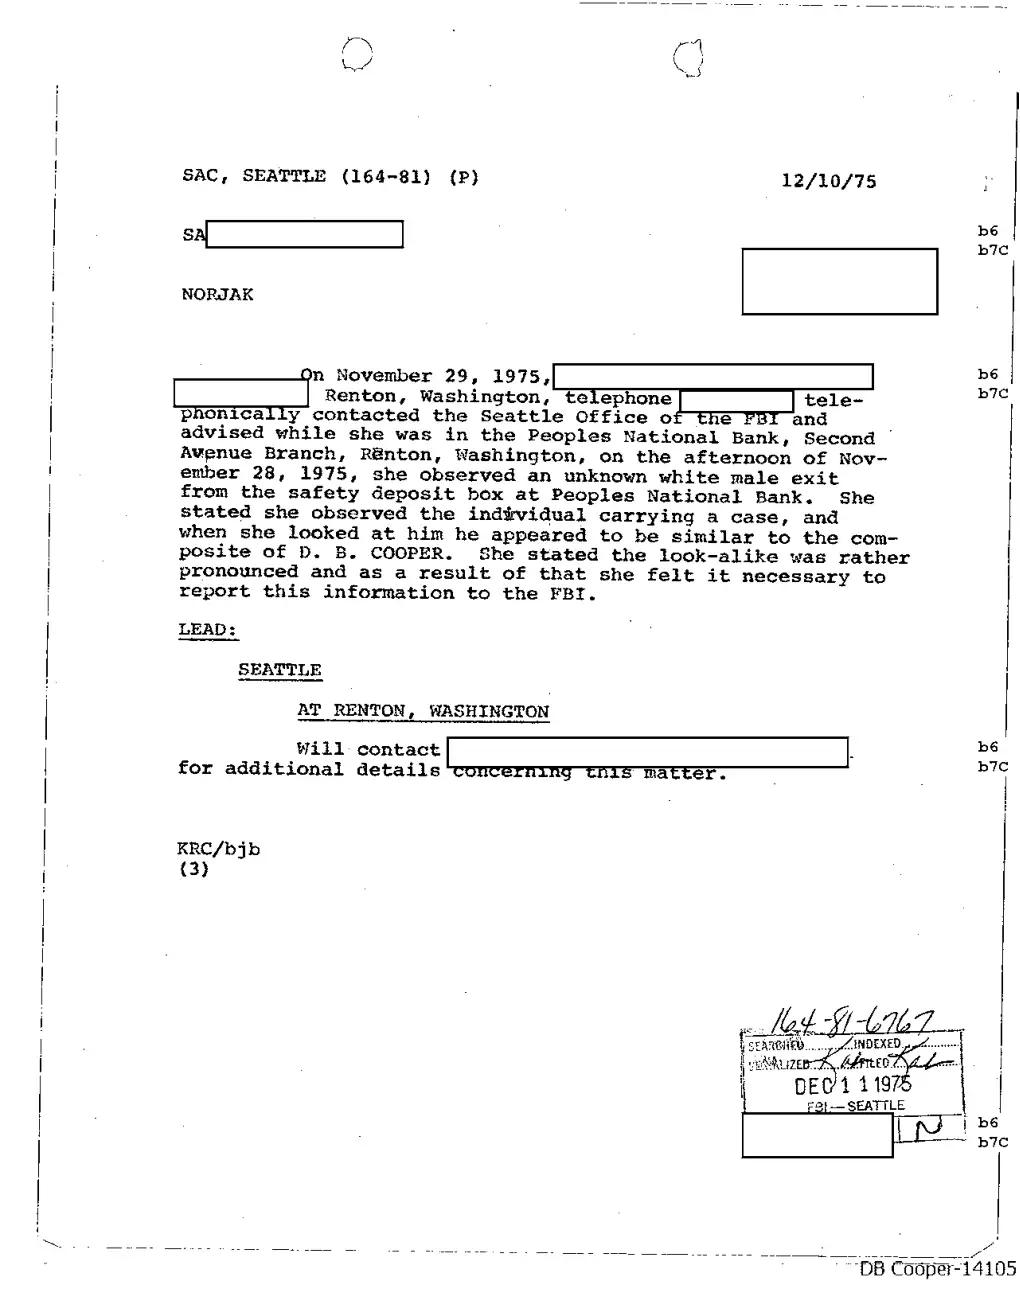 SAC, SEATTLE (164-81) (P)
12/10/75
SA
b6
b7C
NORJAK
On November 29, 1975,
b6
Renton, Washington, telephone tele-
b7C
phonically contacted the Seattle Office of the FBI and
advised while she was in the Peoples National Bank, Second
Avenue Branch, Renton, Washington, on the afternoon of Nov-
ember 28, 1975, she observed an unknown white male exit
from the safety deposit box at Peoples National Bank. She
stated she observed the individual carrying a case, and
when she looked at him he appeared to be similar to the com-
posite of D. B. COOPER. She stated the look-alike was rather
pronounced and as a result of that she felt it necessary to
report this information to the FBI.
LEAD:
SEATTLE
AT RENTON, WASHINGTON
Will contact
b6
for additional details concerning this matter.
b7C
KRC/bjb
(3)
164-81-6767
SEARCHED INDEXED
SERIALIZED FILED
DEC 11 1975
FBI—SEATTLE
N
b6
b7C
DB Cooper-14105